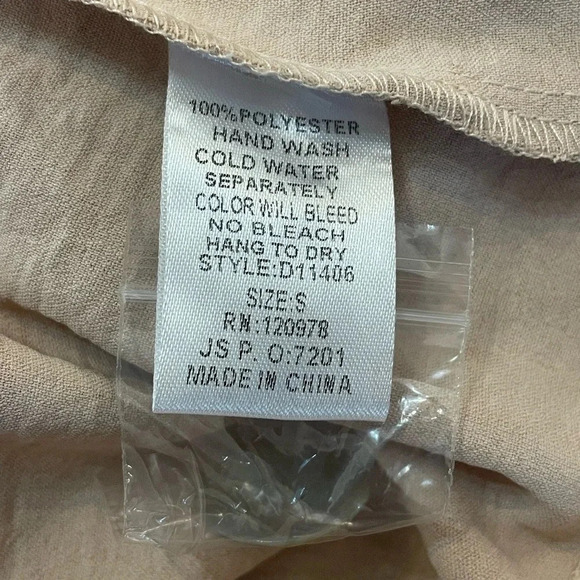 100%POLYESTER
HAND WASH
COLD WATER
SEPARATELY
COLOR WILL BLEED
NO BLEACH
HANG TO DRY
STYLE:D11406
SIZE:S
RN:120978
JS P. O:7201
MADE IN CHINA